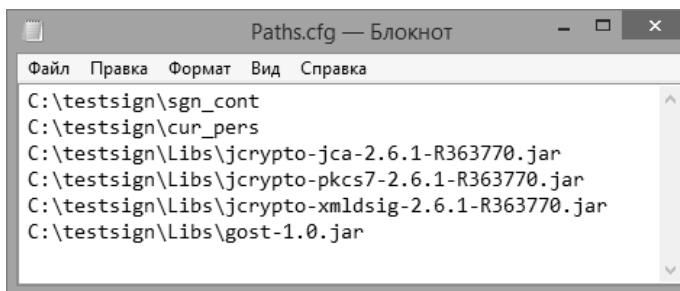 Paths.cfg — Блокнот
Файл Правка Формат Вид Справка
C:\testsign\sgn_cont
C:\testsign\cur_pers
C:\testsign\Libs\jcrypto-jca-2.6.1-R363770.jar
C:\testsign\Libs\jcrypto-pkcs7-2.6.1-R363770.jar
C:\testsign\Libs\jcrypto-xmldsig-2.6.1-R363770.jar
C:\testsign\Libs\gost-1.0.jar